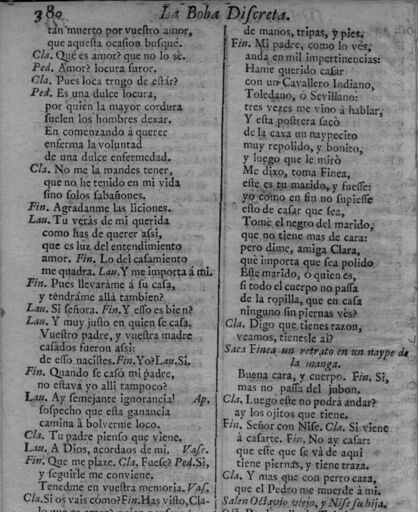 380 La Boba Discreta.
tan muerto por vuestro amor,
que aquesta ocasion busque.
Cla. Qué es amor? que no lo sè.
Ped. Amor? locura furor.
Cla. Pues loca tengo de estár?
Ped. Es una dulce locura,
por quien la mayor cordura
suelen los hombres dexar.
En comenzando á querer
enferma la voluntad
de una dulce enfermedad.
Cla. No me la mandes tener,
que no he tenido en mi vida
sino solos sabañones.
Fin. Agradanme las liciones.
Lau. Tu verás de mi querida
como has de querer assi,
que es luz del entendimiento
amor. Fin. Lo del casamiento
me quadra. Lau. Y me importa á mi.
Fin. Pues llevaráme á su casa,
y tendráme allá tambien?
Lau. Si señora. Fin. Y esso es bien?
Lau. Y muy justo en quien se casa.
Vuestro padre, y vuestra madre
casados fueron assi:
de esso nacistes. Fin. Yo? Lau. Si.
Fin. Quando se casó mi padre,
no estava yo alli tampoco?
Lau. Ay semejante ignorancia! Ap.
sospecho que esta ganancia
camina à bolverme loco.
Cla. Tu padre pienso que viene.
Lau. A Dios, acordaos de mi. Vase.
Fin. Que me plaze. Cla. Fuese? Ped. Si,
y seguirle me conviene.
Tenedme en vuestra memoria. Vas.
Cla. Si os vais cómo? Fin. Has visto, Cla-
de manos, tripas, y pies.
Fin. Mi padre, como lo vés,
anda en mil impertinencias:
Hame querido casar
con un Cavallero Indiano,
Toledano, ó Sevillano:
tres vezes me vino á hablar,
Y esta postrera sacò
de la caxa un naypecito
muy repolido, y bonito,
y luego que le mirò
Me dixo, toma Finea,
este es tu marido, y fuesse:
yo como en fin no supiesse
esto de casar que sea,
Tomè el negro del marido,
que no tiene mas de cara:
pero dime, amiga Clara,
què importa que sea polido
Este marido, ó quien es,
si todo el cuerpo no passa
de la ropilla, que en casa
ninguno sin piernas vès?
Cla. Digo que tienes razon,
veamos, tienesle ai?
Saca Finea un retrato en un naype de
la manga.
Buena cara, y cuerpo. Fin. Si,
mas no passa del jubon.
Cla. Luego este no podrá andar?
ay los ojitos que tiene.
Fin. Señor con Nise. Cla. Si viene
á casarte. Fin. No ay casar:
que este que se vá de aqui
tiene piernas, y tiene traza.
Cla. Y mas que con perro caza,
que el Pedro me muerde á mi.
Salen Octavio viejo, y Nise su hija.